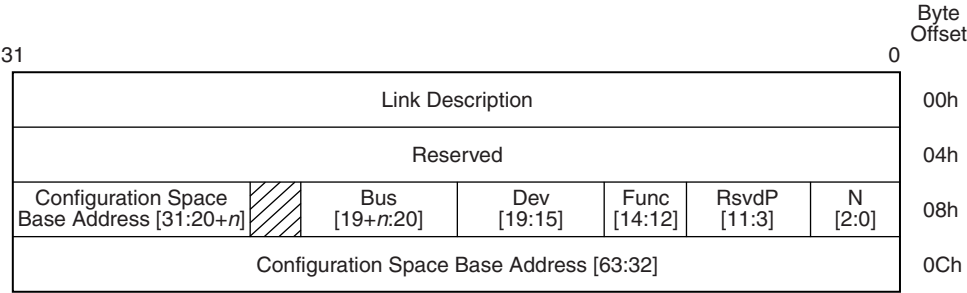 Byte
Offset
31 0
Link Description 00h
Reserved 04h
Configuration Space Bus Dev Func RsvdP N
Base Address [31:20+n] [19+n:20] [19:15] [14:12] [11:3] [2:0] 08h
Configuration Space Base Address [63:32] 0Ch